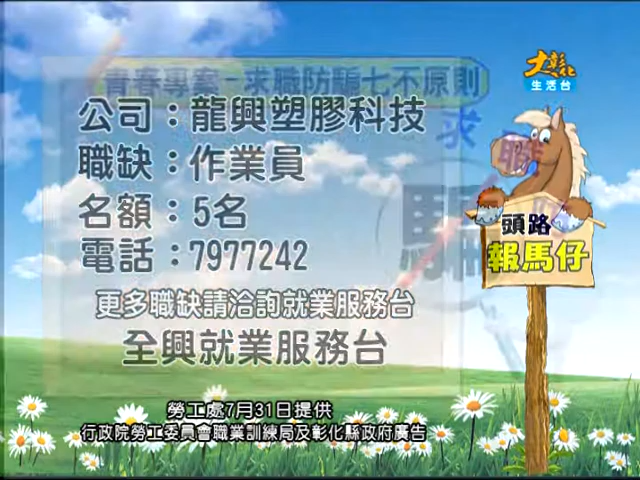 大彰化
生活台
青春專案-求職防騙七不原則
公司：龍興塑膠科技
求職
職缺：作業員
名額：5名
騙
電話：7977242
頭路
報馬仔
更多職缺請洽詢就業服務台
全興就業服務台
勞工處7月31日提供
行政院勞工委員會職業訓練局及彰化縣政府廣告